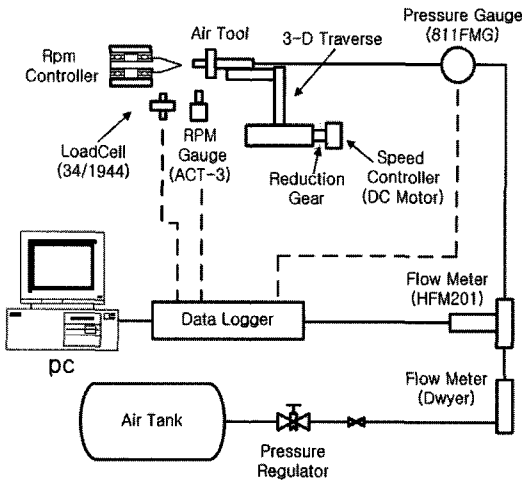 Pressure Gauge
(811FMG)
Air Tool
3-D Traverse
Rpm
Controller
LoadCell
(34/1944)
RPM
Gauge
(ACT-3)
Reduction
Gear
Speed
Controller
(DC Motor)
Flow Meter
(HFM201)
Data Logger
pc
Flow Meter
(Dwyer)
Air Tank
Pressure
Regulator